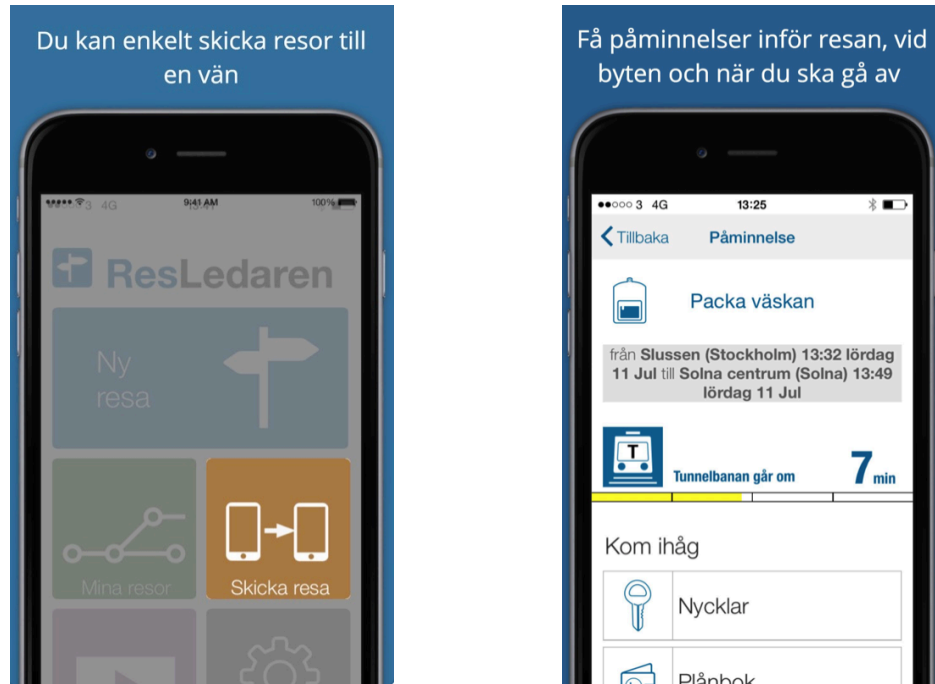 Du kan enkelt skicka resor till
en vän
3 4G
9:41 AM
100%
ResLedaren
Ny
resa
Mina resor
Skicka resa
Få påminnelser inför resan, vid
byten och när du ska gå av
3 4G
13:25
Tillbaka
Påminnelse
Packa väskan
från Slussen (Stockholm) 13:32 lördag
11 Jul till Solna centrum (Solna) 13:49
lördag 11 Jul
T
Tunnelbanan går om
7 min
Kom ihåg
Nycklar
Plånbok